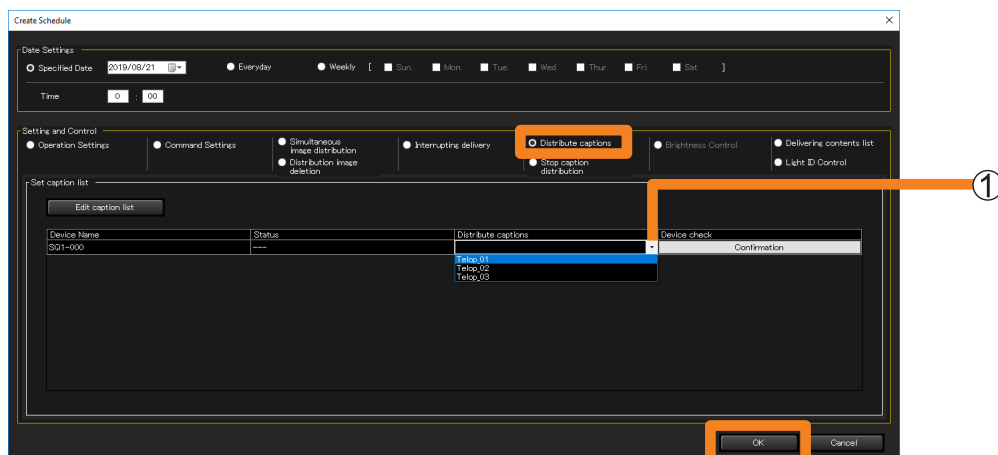 Create Schedule
Date Settings
Specified Date 2019/08/21 Everyday Weekly [ Sun. Mon. Tue. Wed. Thur. Fri. Sat. ]
Time 0 : 00
Setting and Control
Operation Settings Command Settings Simultaneous image distribution Interrupting delivery Distribute captions Brightness Control Delivering contents list
Distribution image deletion Stop caption distribution Light ID Control
Set caption list
Edit caption list
Device Name Status Distribute captions Device check
SQ1-000 --- Confirmation
Telop_01
Telop_02
Telop_03
OK Cancel
①